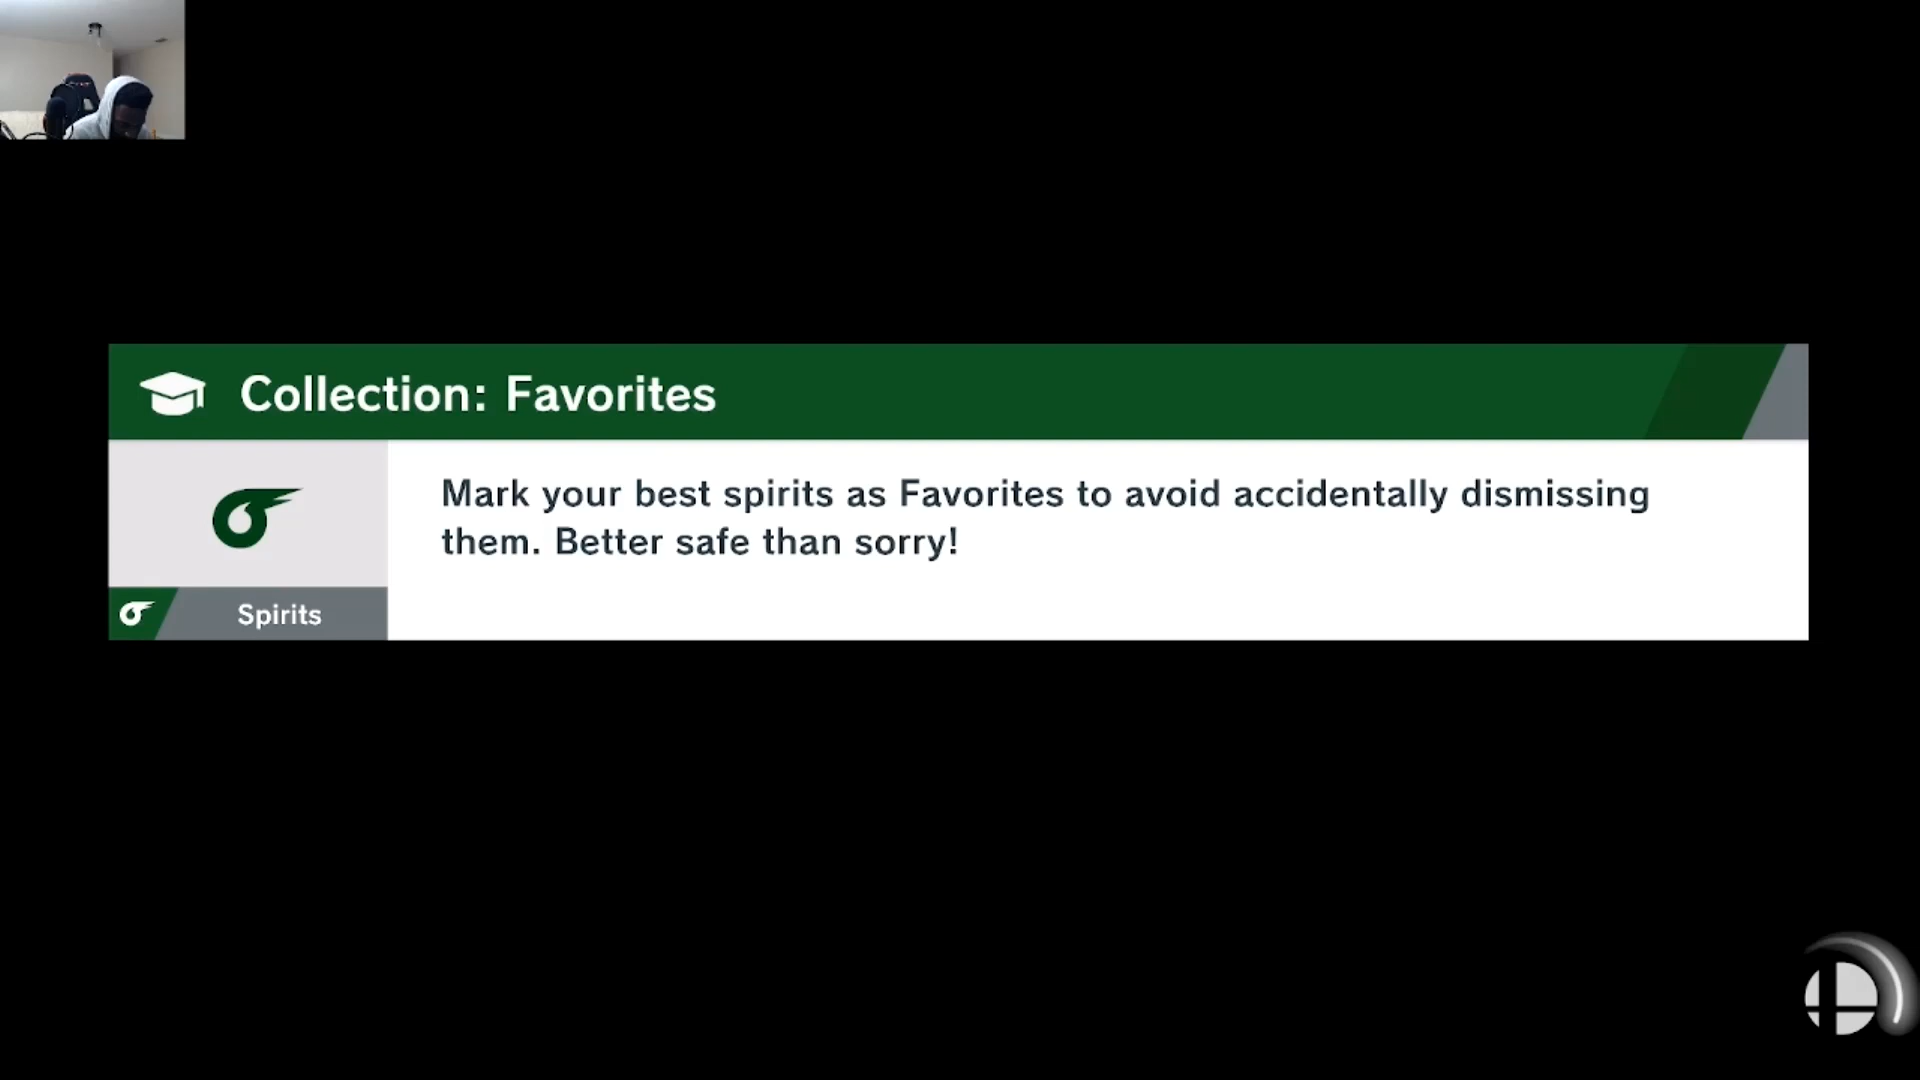 Collection: Favorites
Mark your best spirits as Favorites to avoid accidentally dismissing
them. Better safe than sorry!
Spirits